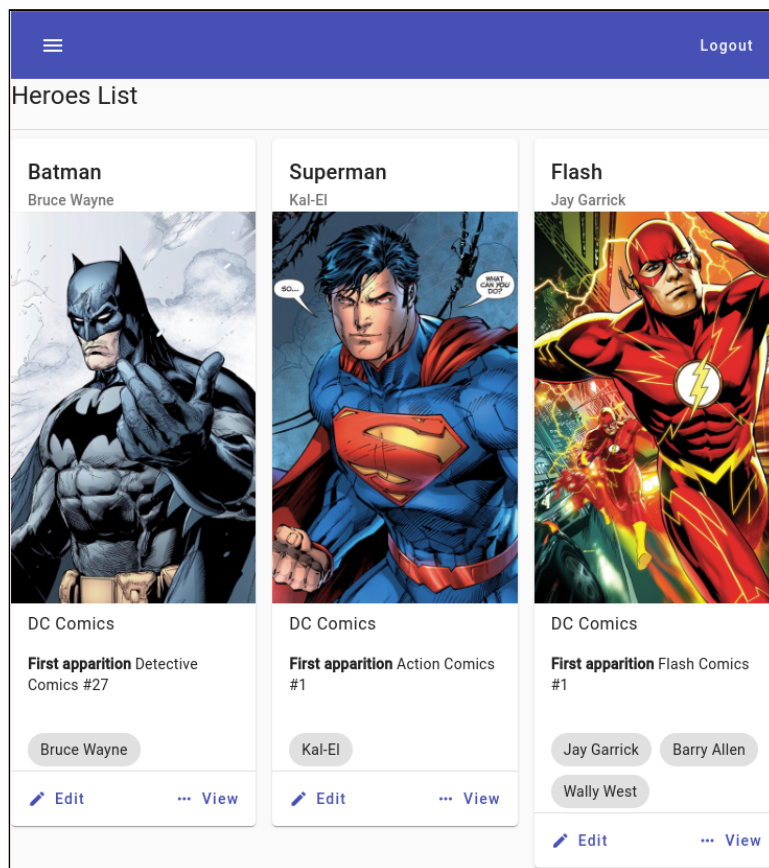 Logout
Heroes List
Batman
Bruce Wayne
SO...
DC Comics
First apparition Detective
Comics #27
Bruce Wayne
Edit
View
Superman
Kal-El
SO...
WHAT
CAN YOU
DO?
DC Comics
First apparition Action Comics
#1
Kal-El
Edit
View
Flash
Jay Garrick
DC Comics
First apparition Flash Comics
#1
Jay Garrick Barry Allen
Wally West
Edit
View